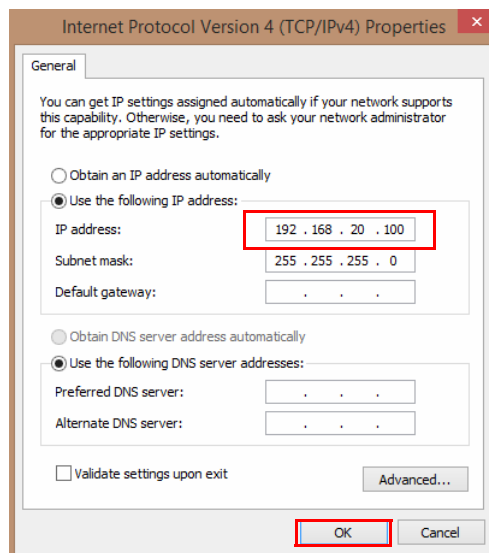 Internet Protocol Version 4 (TCP/IPv4) Properties
General
You can get IP settings assigned automatically if your network supports
this capability. Otherwise, you need to ask your network administrator
for the appropriate IP settings.
Obtain an IP address automatically
Use the following IP address:
IP address: 192 . 168 . 20 . 100
Subnet mask: 255 . 255 . 255 . 0
Default gateway: . . .
Obtain DNS server address automatically
Use the following DNS server addresses:
Preferred DNS server: . . .
Alternate DNS server: . . .
Validate settings upon exit Advanced...
OK Cancel